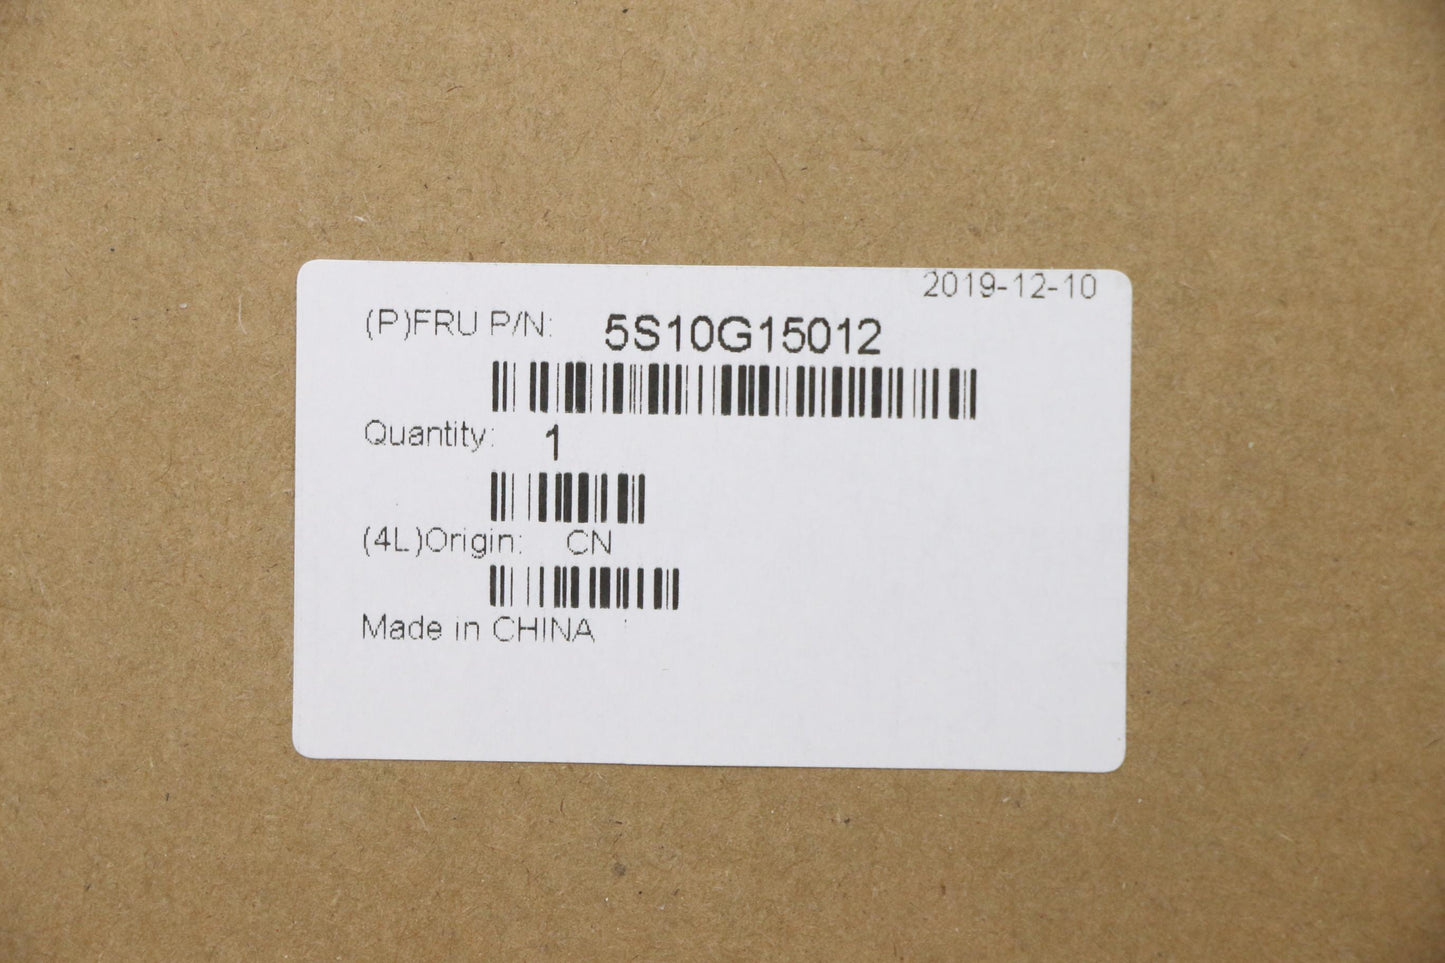 2019-12-10
(P)FRU P/N: 5S10G15012
Quantity: 1
(4L)Origin: CN
Made in CHINA